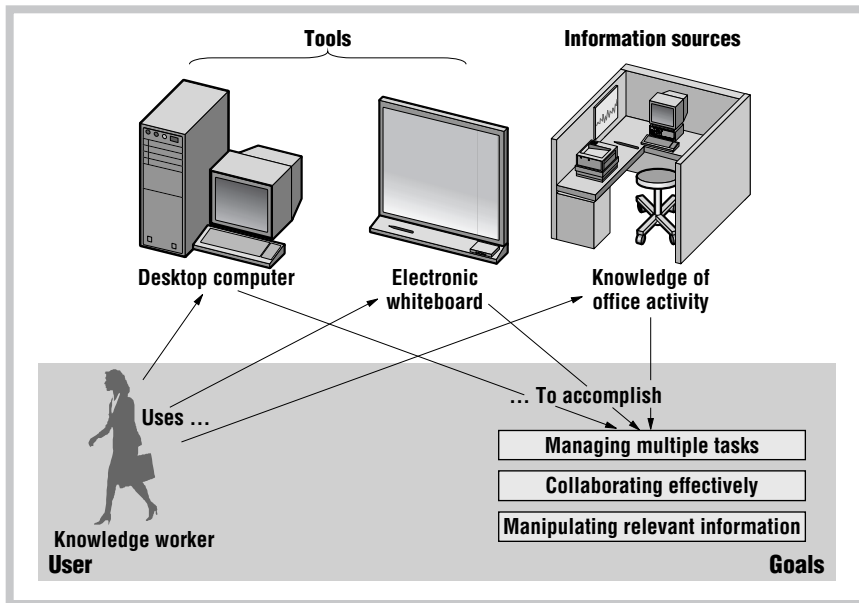 Tools
Information sources
Desktop computer
Electronic
whiteboard
Knowledge of
office activity
Uses …
… To accomplish
Managing multiple tasks
Collaborating effectively
Manipulating relevant information
Knowledge worker
User
Goals